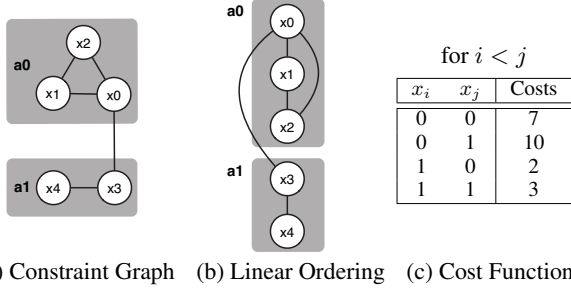 a0
x2
x1
x0
a1
x4
x3
a0
x0
x1
x2
a1
x3
x4
for i < j
x_i x_j Costs
0 0 7
0 1 10
1 0 2
1 1 3
) Constraint Graph (b) Linear Ordering (c) Cost Function